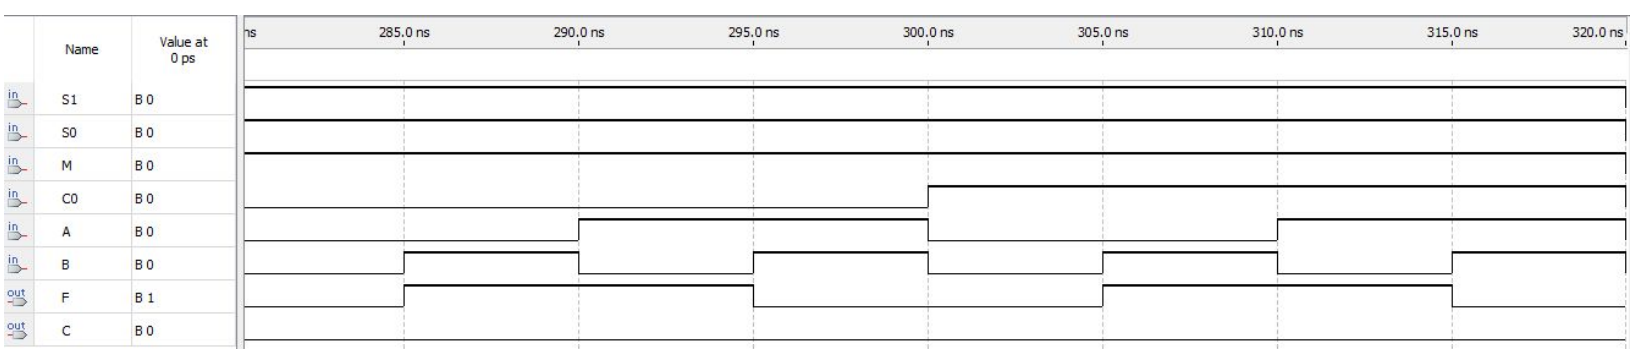 ns 285.0 ns 290.0 ns 295.0 ns 300.0 ns 305.0 ns 310.0 ns 315.0 ns 320.0 ns
Name
Value at
0 ps
in S1 B 0
in S0 B 0
in M B 0
in C0 B 0
in A B 0
in B B 0
out F B 1
out C B 0